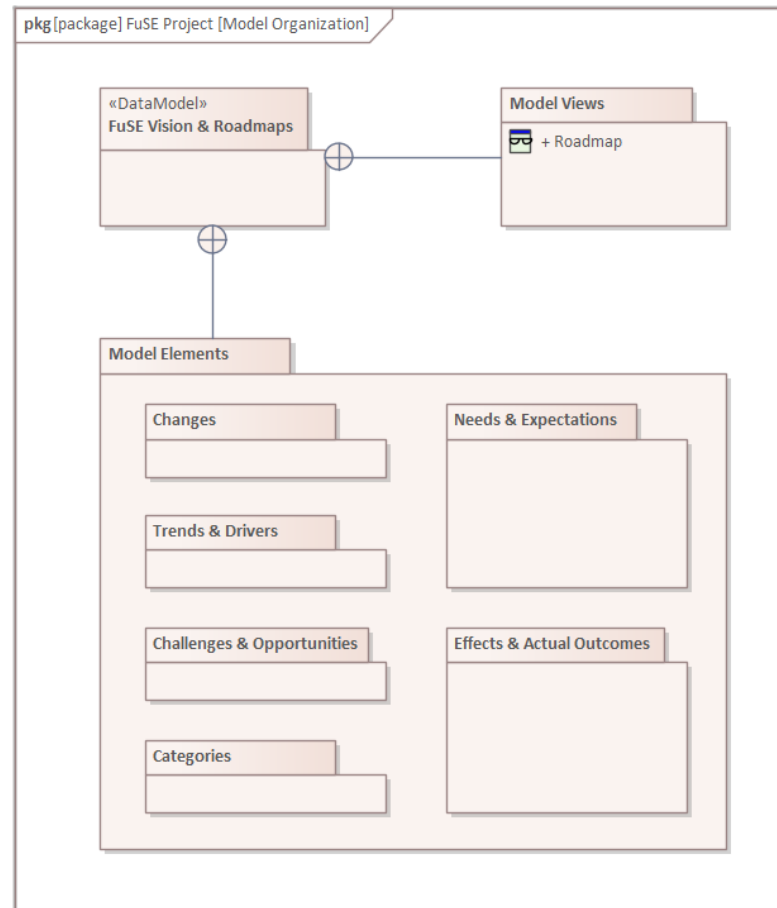 pkg [package] FuSE Project [Model Organization]
«DataModel»
FuSE Vision & Roadmaps
Model Views
+ Roadmap
Model Elements
Changes
Needs & Expectations
Trends & Drivers
Challenges & Opportunities
Effects & Actual Outcomes
Categories